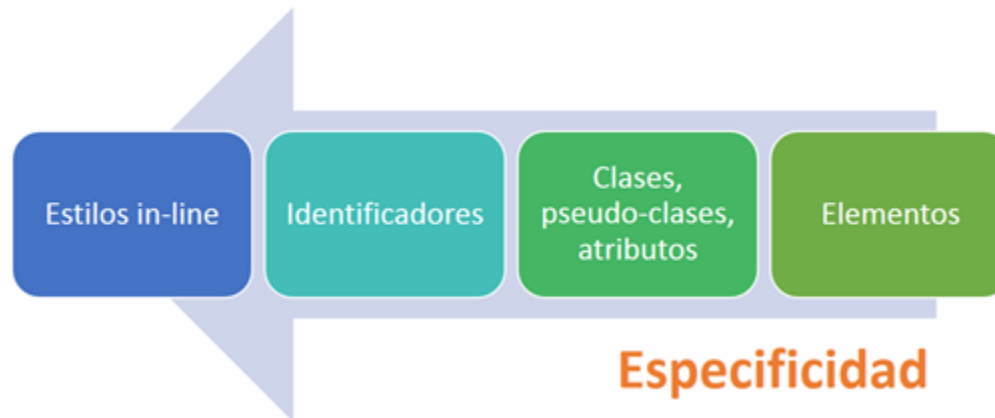 Estilos in-line
Identificadores
Clases,
pseudo-clases,
atributos
Elementos
Especificidad